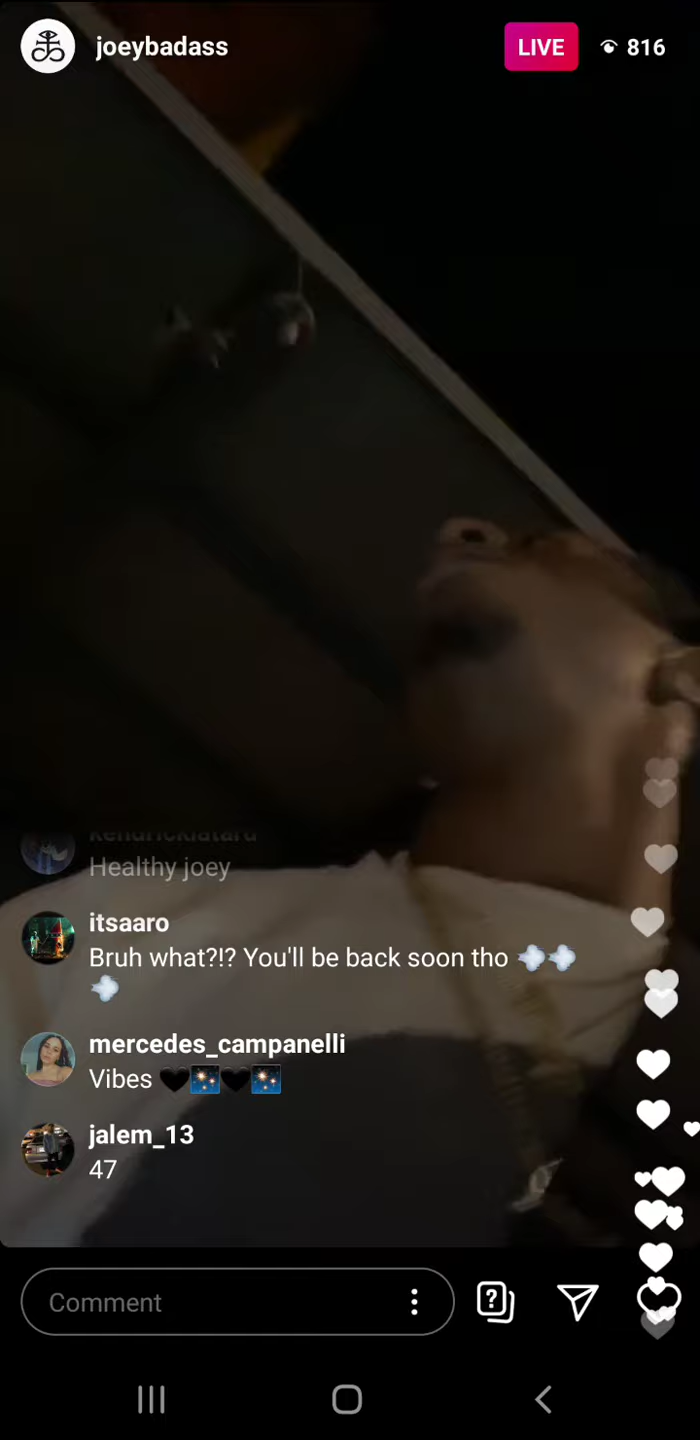 joeybadass
LIVE
816
Healthy joey
itsaaro
Bruh what?!? You'll be back soon tho 💨💨
💨
mercedes_campanelli
Vibes 🖤🎇🖤🎇
jalem_13
47
Comment